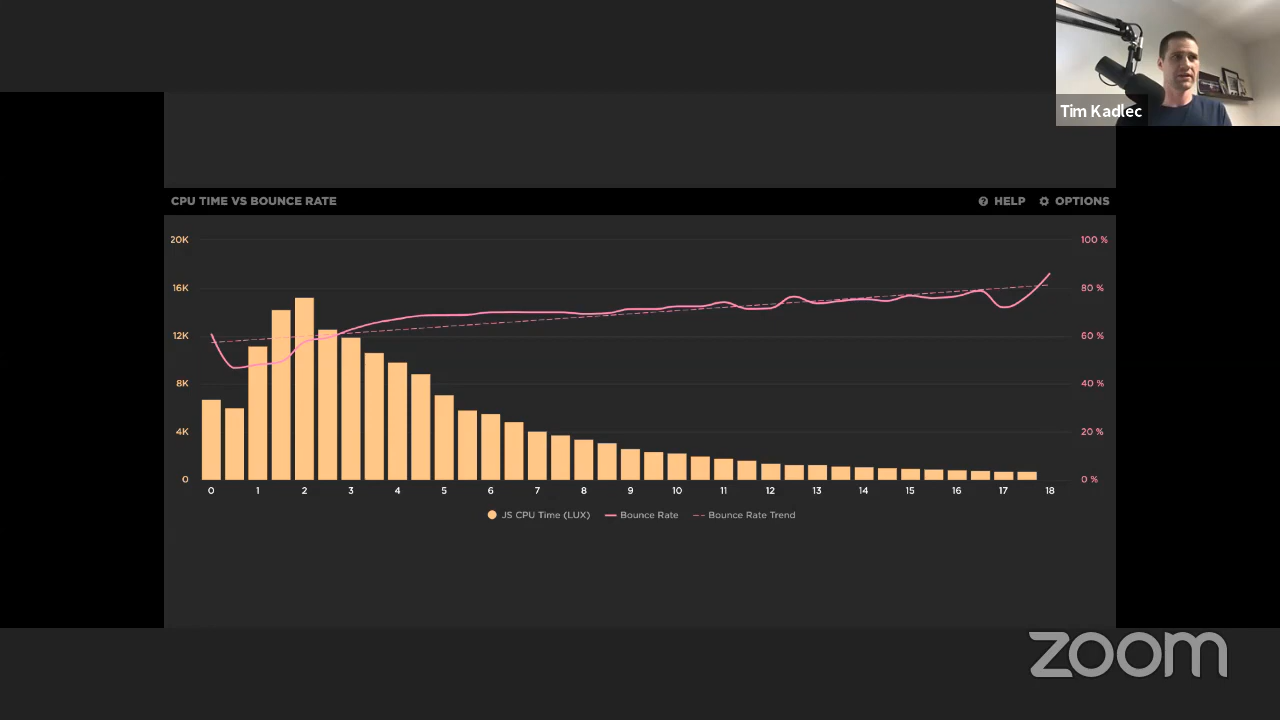 Tim Kadlec
CPU TIME VS BOUNCE RATE
HELP OPTIONS
20K 100 %
16K 80 %
12K 60 %
8K 40 %
4K 20 %
0 0 %
0 1 2 3 4 5 6 7 8 9 10 11 12 13 14 15 16 17 18
JS CPU Time (LUX) Bounce Rate Bounce Rate Trend
zoom